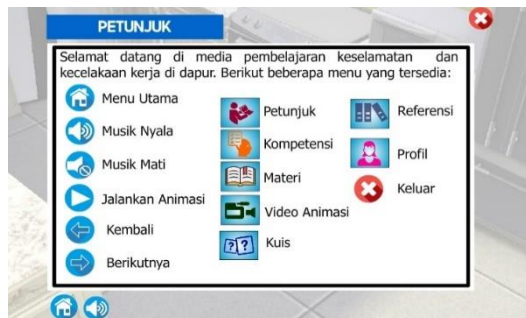 PETUNJUK
Selamat datang di media pembelajaran keselamatan dan
kecelakaan kerja di dapur. Berikut beberapa menu yang tersedia:
Menu Utama
Musik Nyala
Musik Mati
Jalankan Animasi
Kembali
Berikutnya
Petunjuk
Kompetensi
Materi
Video Animasi
Kuis
Referensi
Profil
Keluar